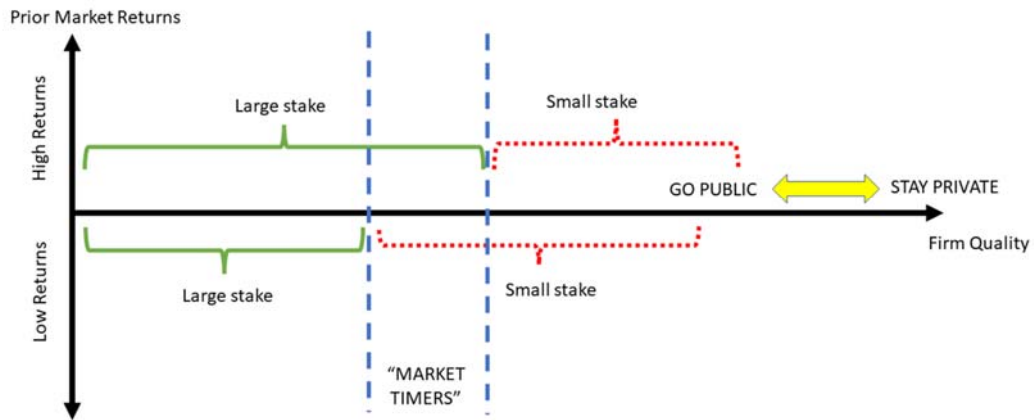 Prior Market Returns
High Returns
Large stake
Small stake
GO PUBLIC
STAY PRIVATE
Firm Quality
Low Returns
Large stake
Small stake
“MARKET
TIMERS”